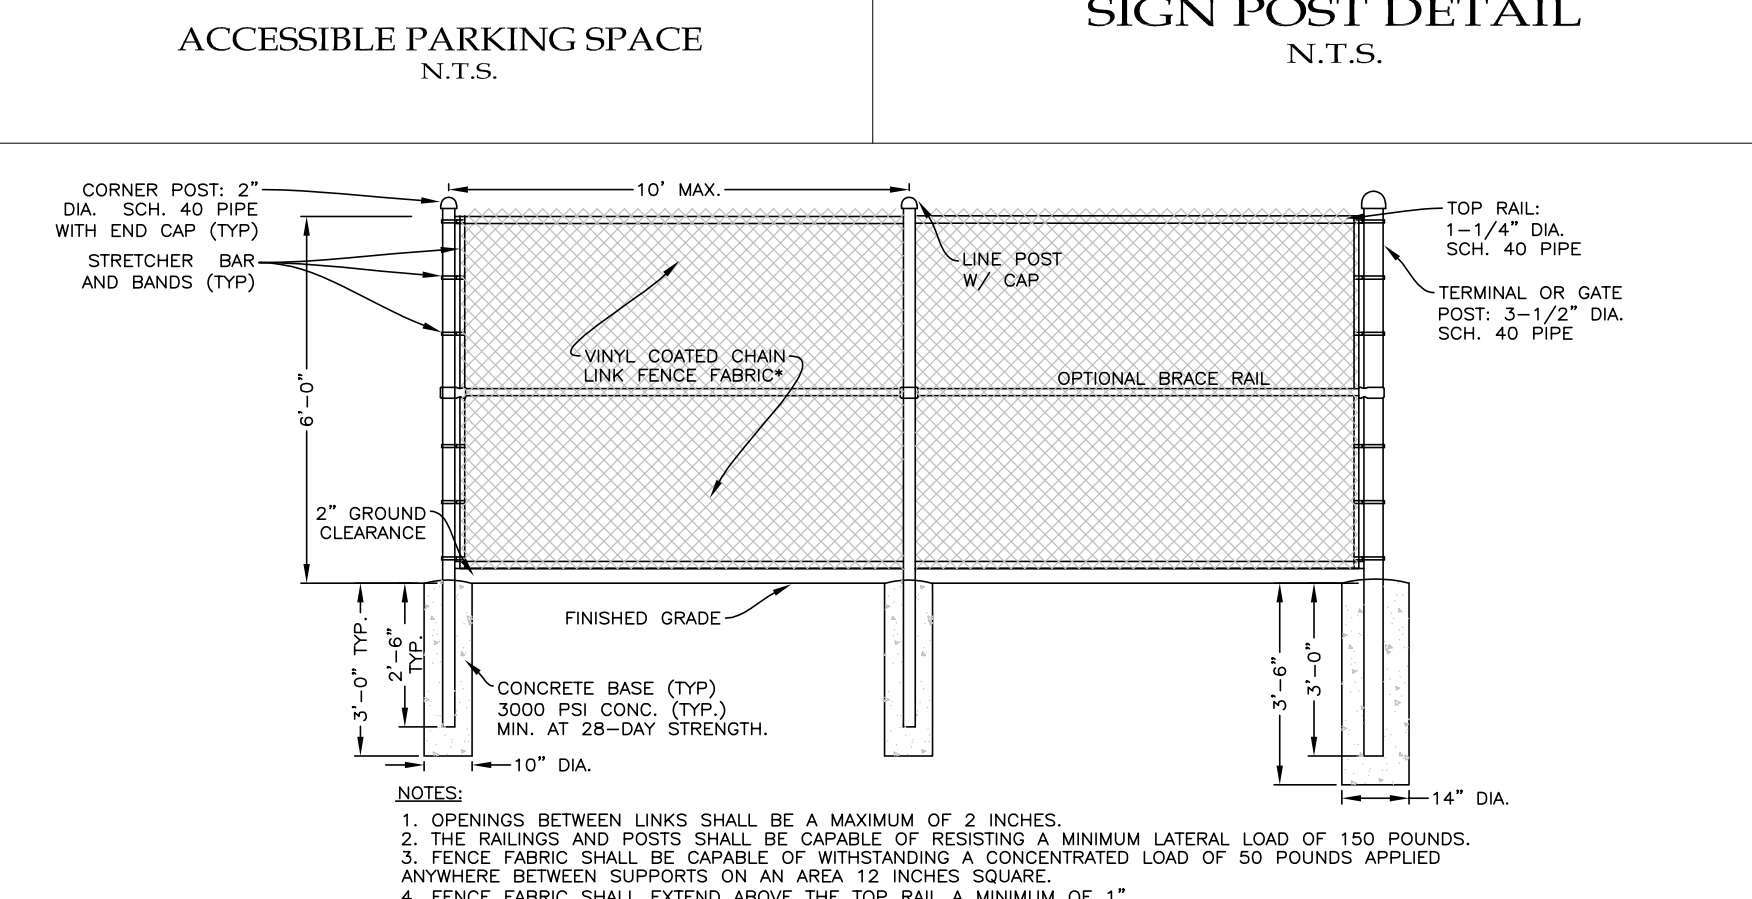 ACCESSIBLE PARKING SPACE
N.T.S.
SIGN POST DETAIL
N.T.S.
CORNER POST: 2"
DIA. SCH. 40 PIPE
WITH END CAP (TYP)
STRETCHER BAR
AND BANDS (TYP)
10' MAX.
LINE POST
W/ CAP
TOP RAIL:
1-1/4" DIA.
SCH. 40 PIPE
TERMINAL OR GATE
POST: 3-1/2" DIA.
SCH. 40 PIPE
VINYL COATED CHAIN
LINK FENCE FABRIC*
OPTIONAL BRACE RAIL
6'-0"
2" GROUND
CLEARANCE
FINISHED GRADE
3'-0" TYP.
2'-6"
TYP.
CONCRETE BASE (TYP)
3000 PSI CONC. (TYP.)
MIN. AT 28-DAY STRENGTH.
10" DIA.
3'-6"
3'-0"
14" DIA.
NOTES:
1. OPENINGS BETWEEN LINKS SHALL BE A MAXIMUM OF 2 INCHES.
2. THE RAILINGS AND POSTS SHALL BE CAPABLE OF RESISTING A MINIMUM LATERAL LOAD OF 150 POUNDS.
3. FENCE FABRIC SHALL BE CAPABLE OF WITHSTANDING A CONCENTRATED LOAD OF 50 POUNDS APPLIED
ANYWHERE BETWEEN SUPPORTS ON AN AREA 12 INCHES SQUARE.
4. FENCE FABRIC SHALL EXTEND ABOVE THE TOP RAIL A MINIMUM OF 1"